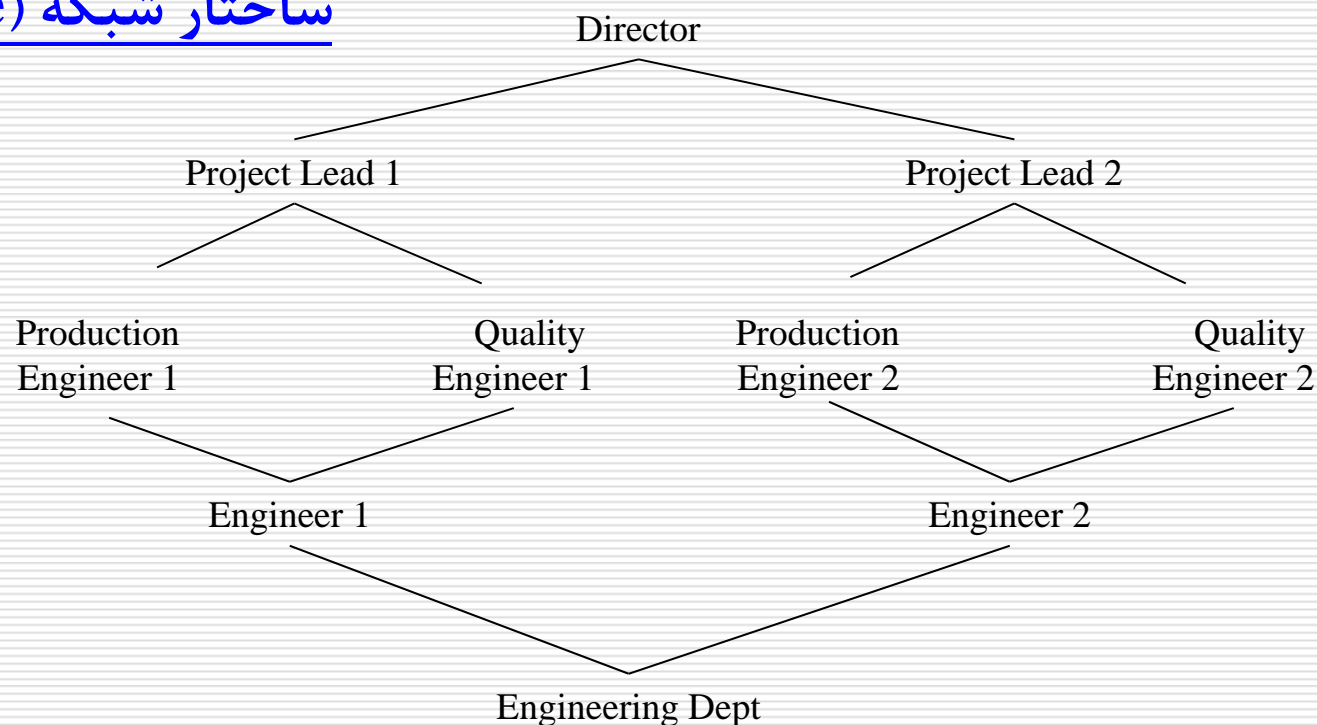 ساختار شبکه
Director
Project Lead 1
Project Lead 2
Production
Engineer 1
Quality
Engineer 1
Production
Engineer 2
Quality
Engineer 2
Engineer 1
Engineer 2
Engineering Dept